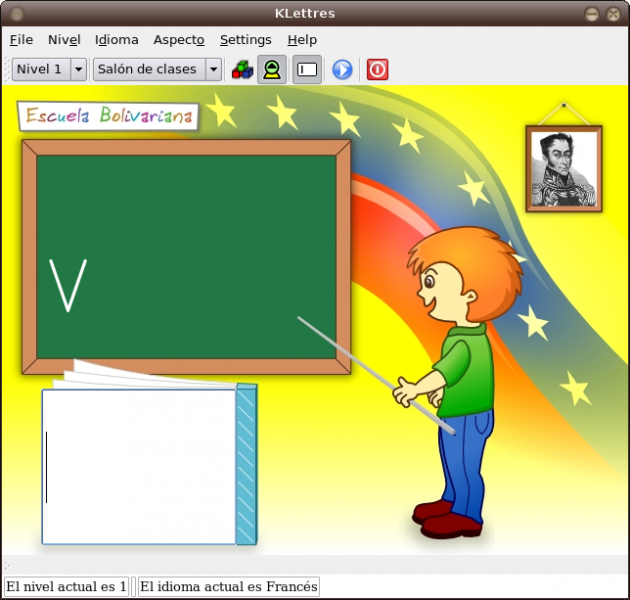 KLettres
File Nivel Idioma Aspecto Settings Help
Nivel 1 Salón de clases
Escuela Bolivariana
V
El nivel actual es 1 El idioma actual es Francés